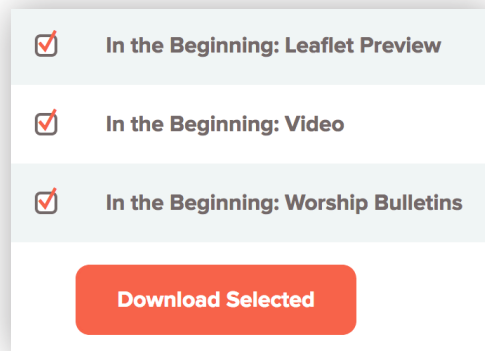 In the Beginning: Leaflet Preview
In the Beginning: Video
In the Beginning: Worship Bulletins
Download Selected